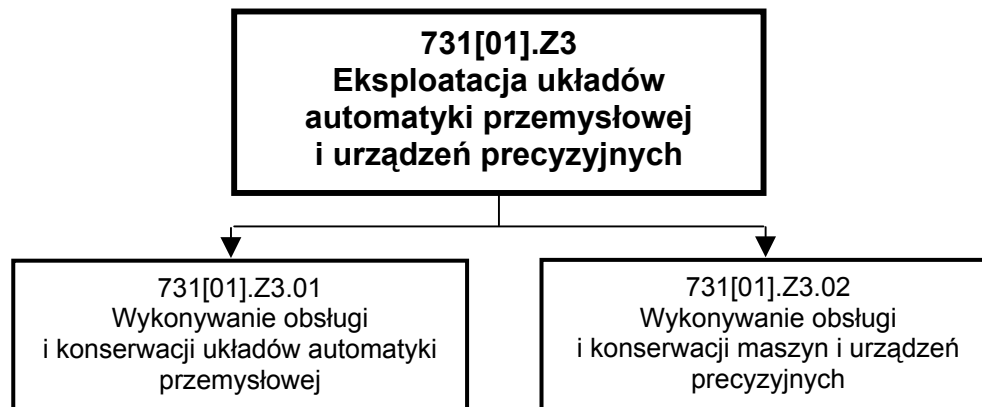 731[01].Z3
Eksploatacja układów
automatyki przemysłowej
i urządzeń precyzyjnych
731[01].Z3.01
Wykonywanie obsługi
i konserwacji układów automatyki
przemysłowej
731[01].Z3.02
Wykonywanie obsługi
i konserwacji maszyn i urządzeń
precyzyjnych